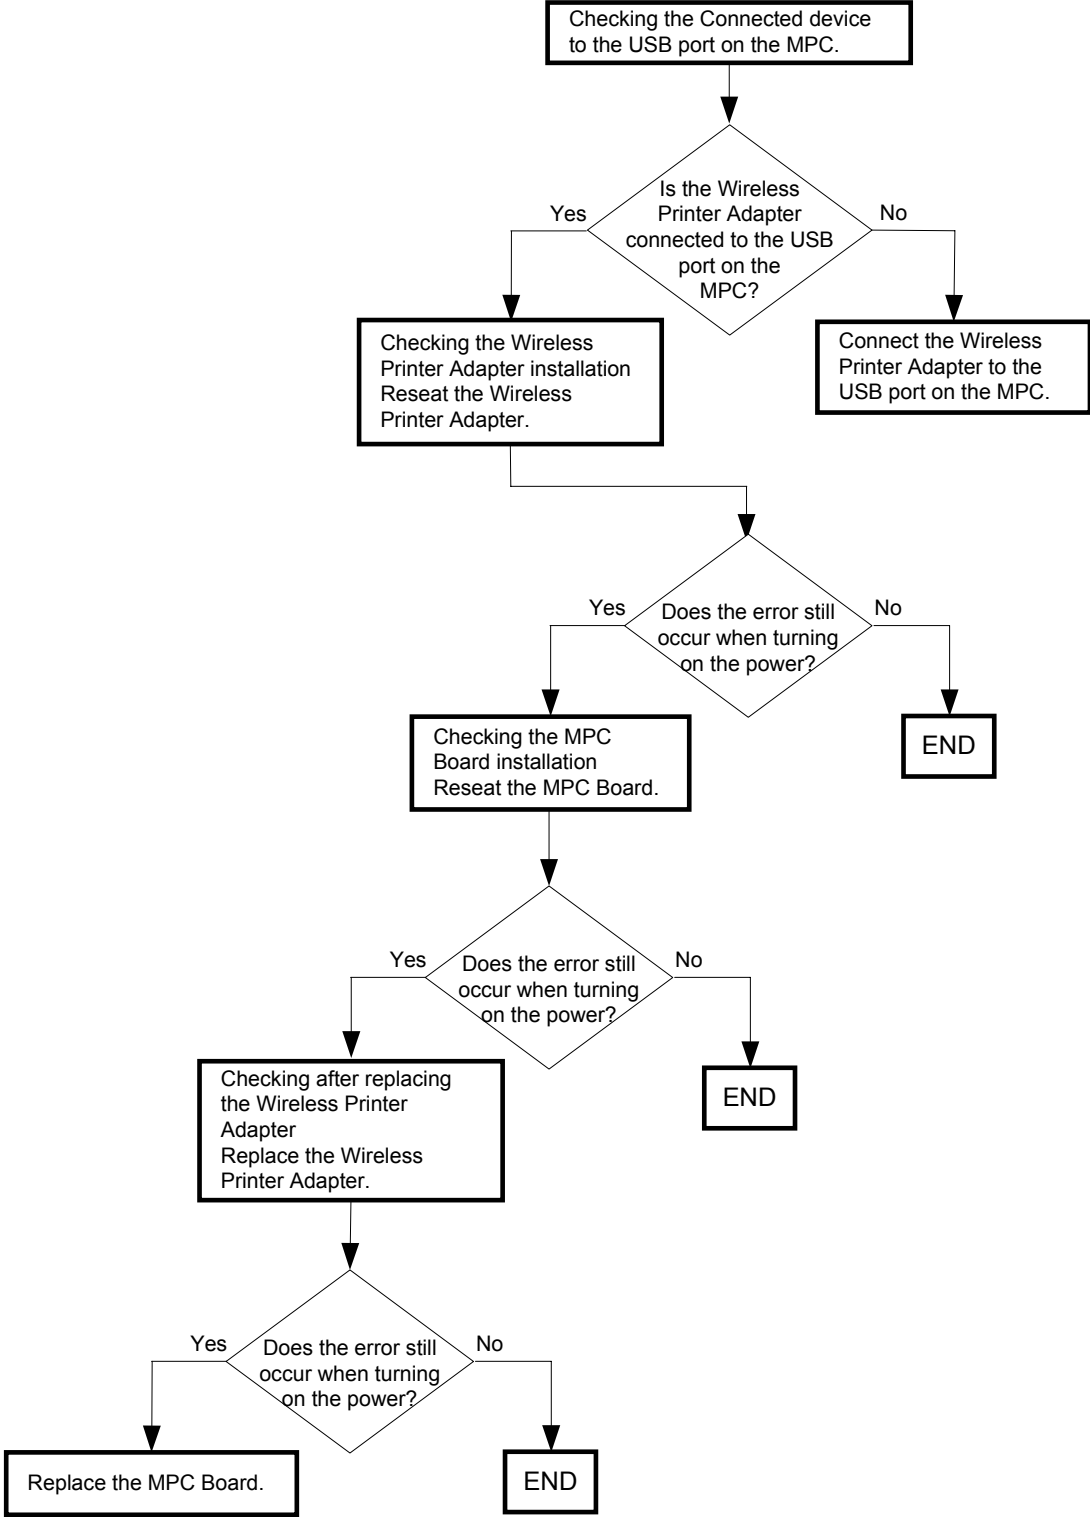 Checking the Connected device
to the USB port on the MPC.
Is the Wireless
Printer Adapter
connected to the USB
port on the
MPC?
Yes
No
Checking the Wireless
Printer Adapter installation
Reseat the Wireless
Printer Adapter.
Connect the Wireless
Printer Adapter to the
USB port on the MPC.
Does the error still
occur when turning
on the power?
Yes
No
Checking the MPC
Board installation
Reseat the MPC Board.
END
Does the error still
occur when turning
on the power?
Yes
No
Checking after replacing
the Wireless Printer
Adapter
Replace the Wireless
Printer Adapter.
END
Does the error still
occur when turning
on the power?
Yes
No
Replace the MPC Board.
END